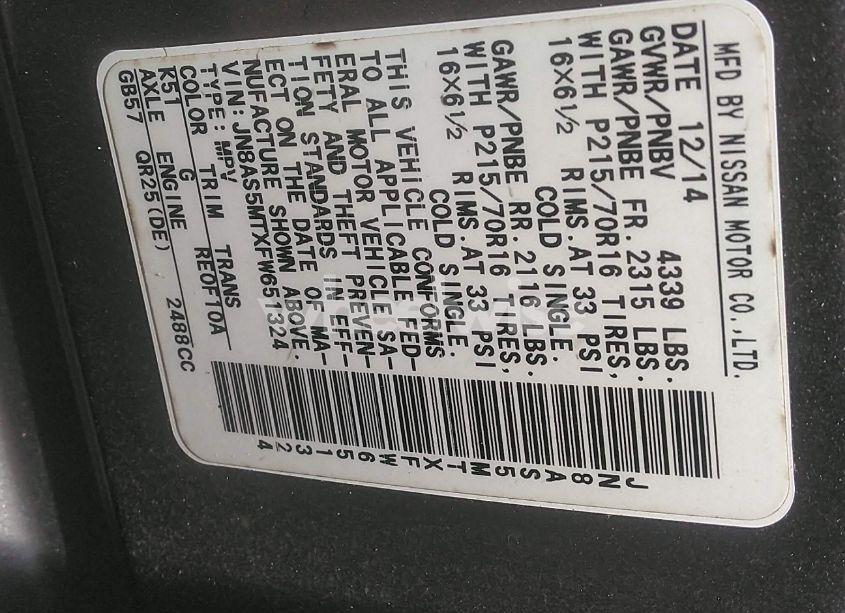 MFD BY NISSAN MOTOR CO.,LTD.
DATE 12/14
GVWR/PNBV 4339 LBS.
GAWR/PNBE FR. 2315 LBS.
WITH P215/70R16 TIRES,
16X6½ RIMS.AT 33 PSI
COLD SINGLE.
GAWR/PNBE RR. 2116 LBS.
WITH P215/70R16 TIRES,
16X6½ RIMS.AT 33 PSI
COLD SINGLE.
THIS VEHICLE CONFORMS
TO ALL APPLICABLE FED-
ERAL MOTOR VEHICLE SA-
FETY AND THEFT PREVEN-
TION STANDARDS IN EFF-
ECT ON THE DATE OF MA-
NUFACTURE SHOWN ABOVE.
VIN: JN8AS5MTXFW651324
TYPE: MPV
COLOR TRIM TRANS
K51 G RE0F10A
AXLE ENGINE
GB57 QR25(DE) 2488CC
JN8AS5MTXFW651324